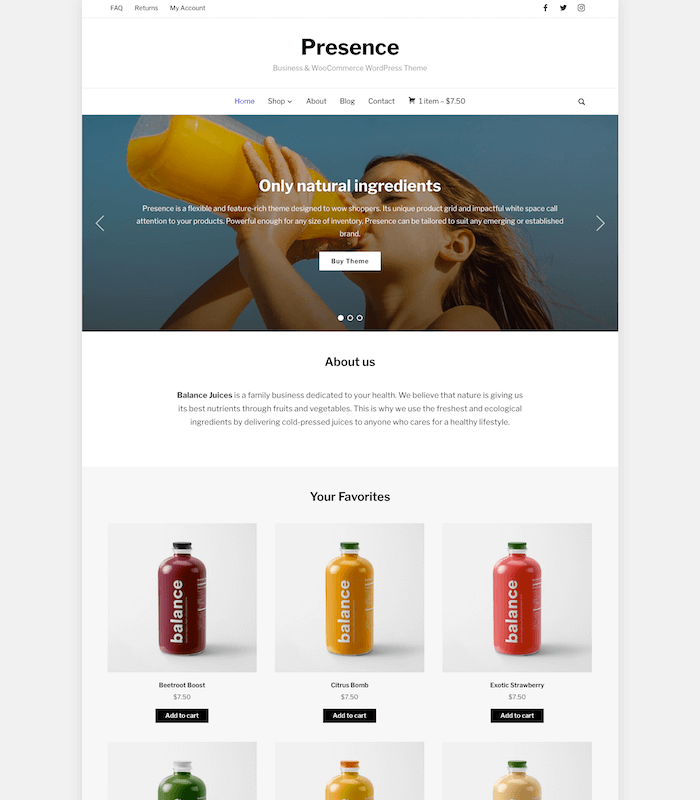 FAQ Returns My Account
Presence
Business & WooCommerce WordPress Theme
Home Shop About Blog Contact 1 item – $7.50
Only natural ingredients
Presence is a flexible and feature-rich theme designed to wow shoppers. Its unique product grid and impactful white space call
attention to your products. Powerful enough for any size of inventory, Presence can be tailored to suit any emerging or established
brand.
Buy Theme
About us
Balance Juices is a family business dedicated to your health. We believe that nature is giving us
its best nutrients through fruits and vegetables. This is why we use the freshest and ecological
ingredients by delivering cold-pressed juices to anyone who cares for a healthy lifestyle.
Your Favorites
balance balance balance
Beetroot Boost Citrus Bomb Exotic Strawberry
$7.50 $7.50 $7.50
Add to cart Add to cart Add to cart